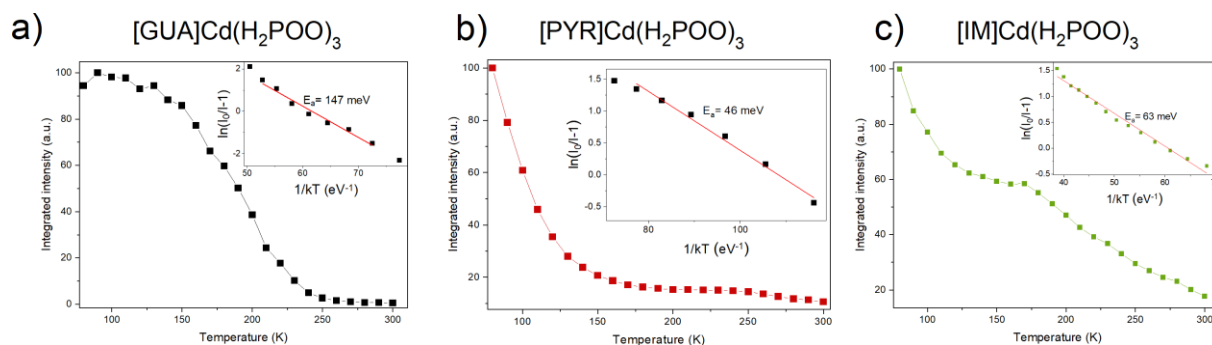 a) [GUA]Cd(H₂POO)₃
Integrated intensity (a.u.)
100
80
60
40
20
0
100 150 200 250 300
Temperature (K)
ln(I₀/I-1)
2
0
-2
Eₐ= 147 meV
50 60 70
1/kT (eV⁻¹)
b) [PYR]Cd(H₂POO)₃
Integrated intensity (a.u.)
100
80
60
40
20
100 150 200 250 300
Temperature (K)
ln(I₀/I-1)
1.5
1.0
0.5
0.0
-0.5
Eₐ= 46 meV
80 100
1/kT (eV⁻¹)
c) [IM]Cd(H₂POO)₃
Integrated intensity (a.u.)
100
80
60
40
20
100 150 200 250 300
Temperature (K)
ln(I₀/I-1)
1.5
1.0
0.5
0.0
-0.5
Eₐ= 63 meV
40 50 60
1/kT (eV⁻¹)